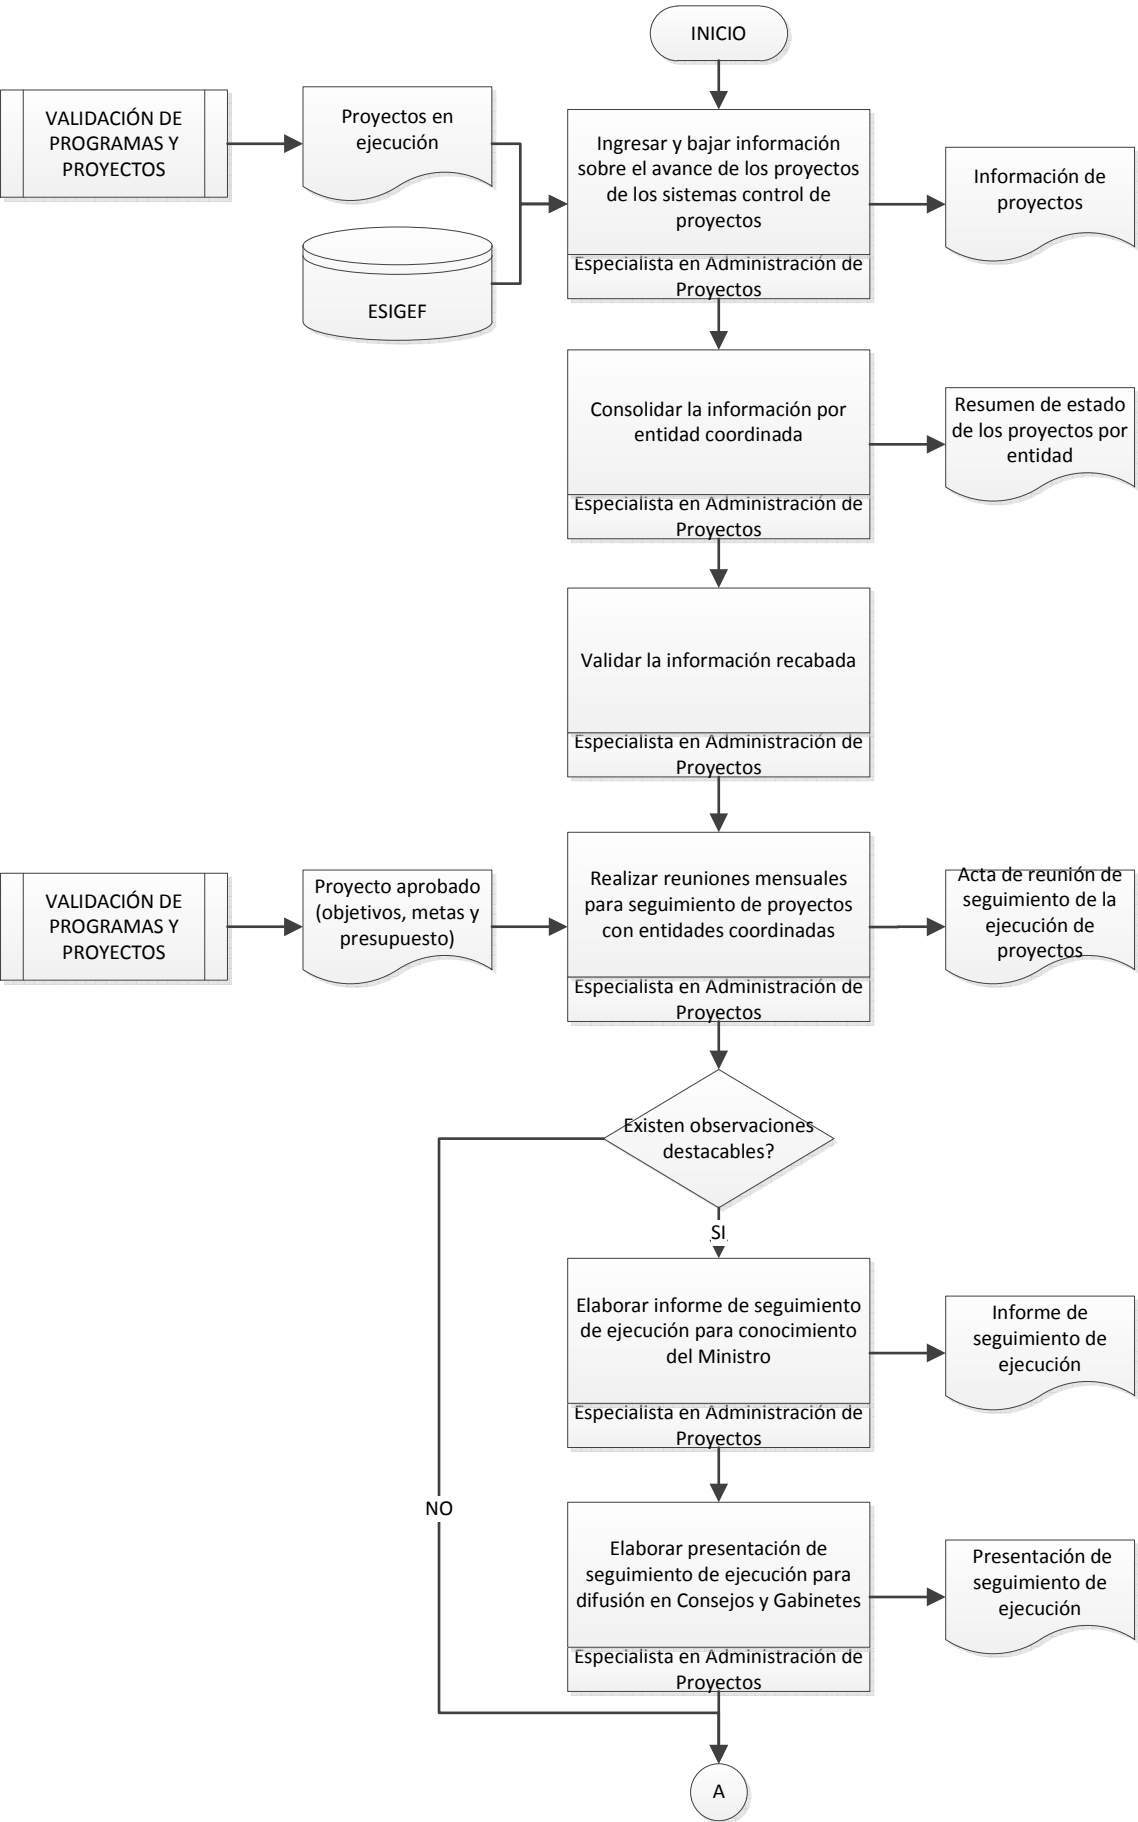 INICIO
VALIDACIÓN DE
PROGRAMAS Y
PROYECTOS
Proyectos en
ejecución
ESIGEF
Ingresar y bajar información
sobre el avance de los proyectos
de los sistemas control de
proyectos
Especialista en Administración de
Proyectos
Información de
proyectos
Consolidar la información por
entidad coordinada
Especialista en Administración de
Proyectos
Resumen de estado
de los proyectos por
entidad
Validar la información recabada
Especialista en Administración de
Proyectos
VALIDACIÓN DE
PROGRAMAS Y
PROYECTOS
Proyecto aprobado
(objetivos, metas y
presupuesto)
Realizar reuniones mensuales
para seguimiento de proyectos
con entidades coordinadas
Especialista en Administración de
Proyectos
Acta de reunión de
seguimiento de la
ejecución de
proyectos
Existen observaciones
destacables?
SI
Elaborar informe de seguimiento
de ejecución para conocimiento
del Ministro
Especialista en Administración de
Proyectos
Informe de
seguimiento de
ejecución
NO
Elaborar presentación de
seguimiento de ejecución para
difusión en Consejos y Gabinetes
Especialista en Administración de
Proyectos
Presentación de
seguimiento de
ejecución
A